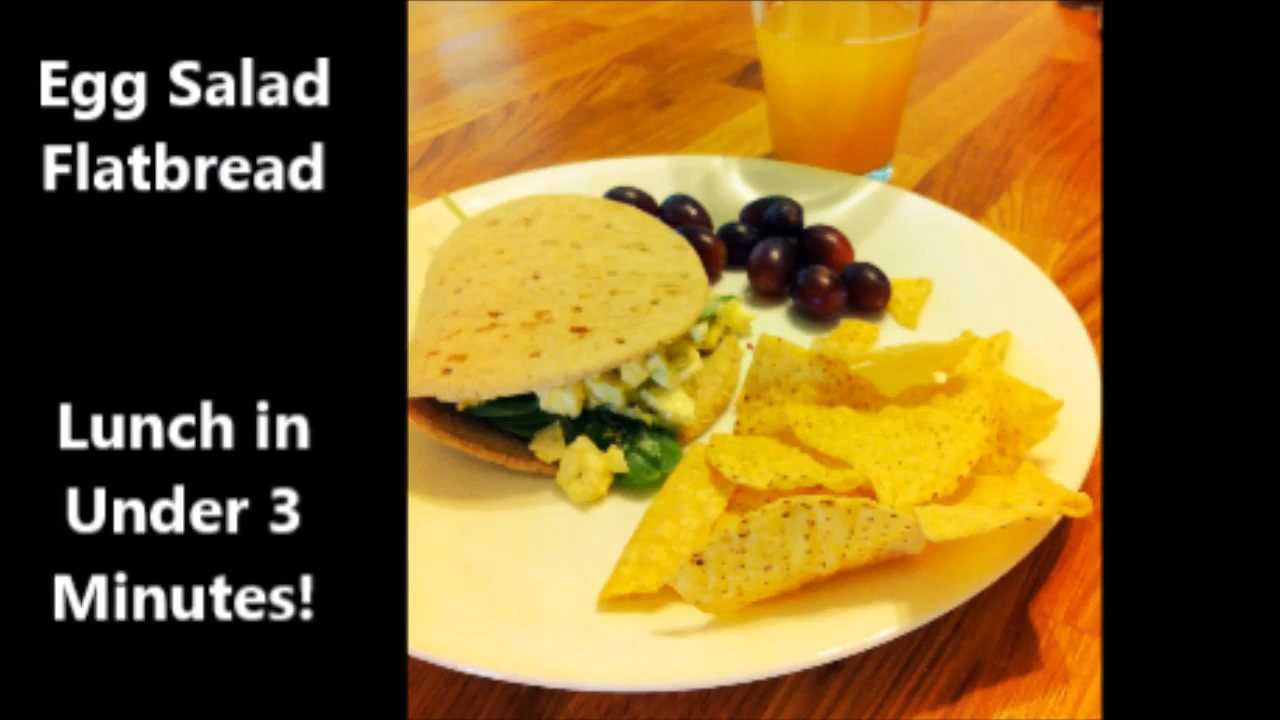 Egg Salad
Flatbread
Lunch in
Under 3
Minutes!